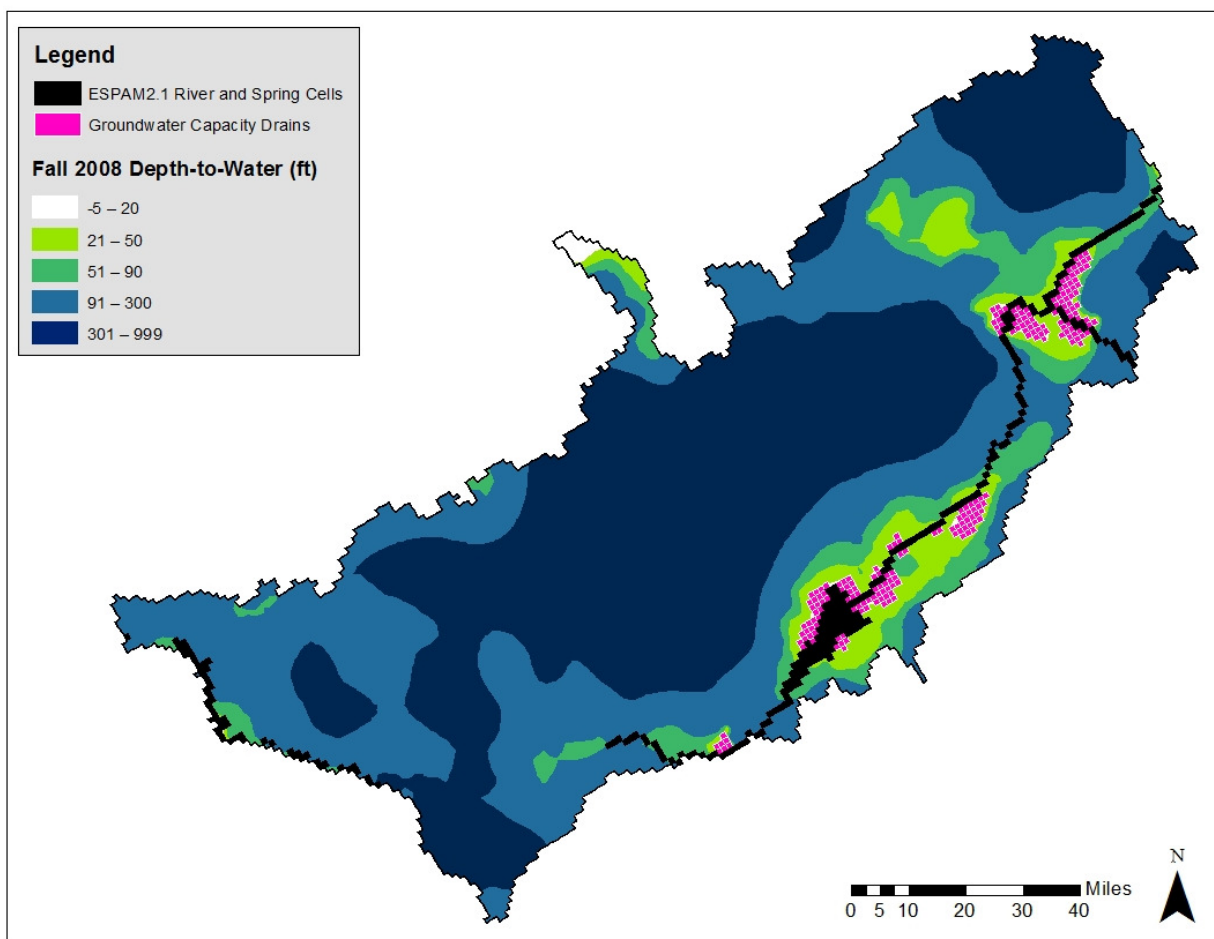 Legend
ESPAM2.1 River and Spring Cells
Groundwater Capacity Drains
Fall 2008 Depth-to-Water (ft)
-5 – 20
21 – 50
51 – 90
91 – 300
301 – 999
N
Miles
0 5 10 20 30 40